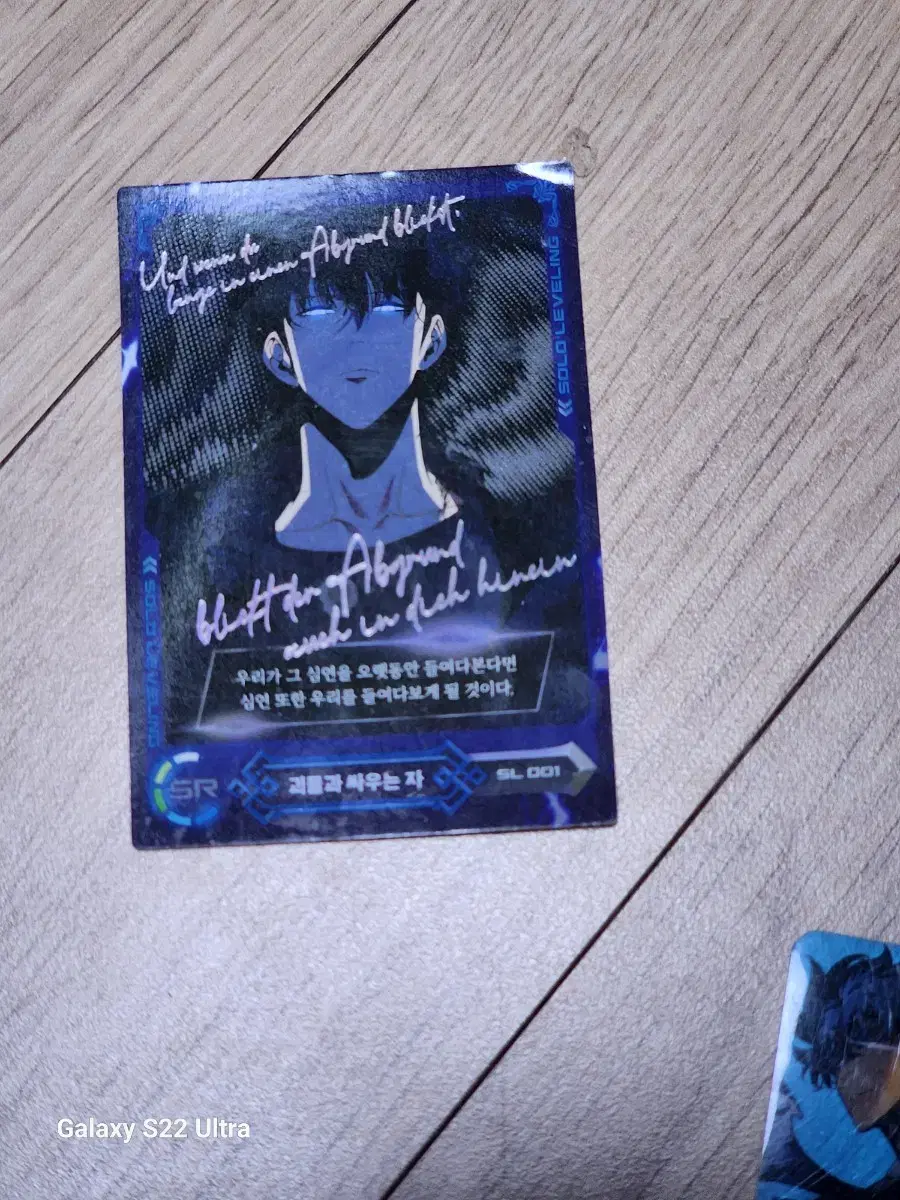 Und wenn du
lange in einen Abgrund blickst,
« SOLO LEVELING
blickt der Abgrund
auch in dich hinein
« SOLO LEVELING
우리가 그 심연을 오랫동안 들여다본다면
심연 또한 우리를 들여다보게 될 것이다.
SR
괴물과 싸우는 자
SL 001
Galaxy S22 Ultra